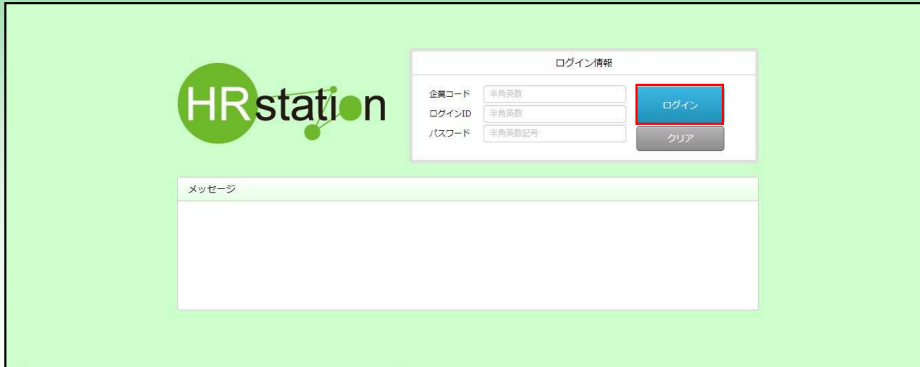 HRstation
ログイン情報
企業コード 半角英数
ログインID 半角英数
パスワード 半角英数記号
ログイン
クリア
メッセージ